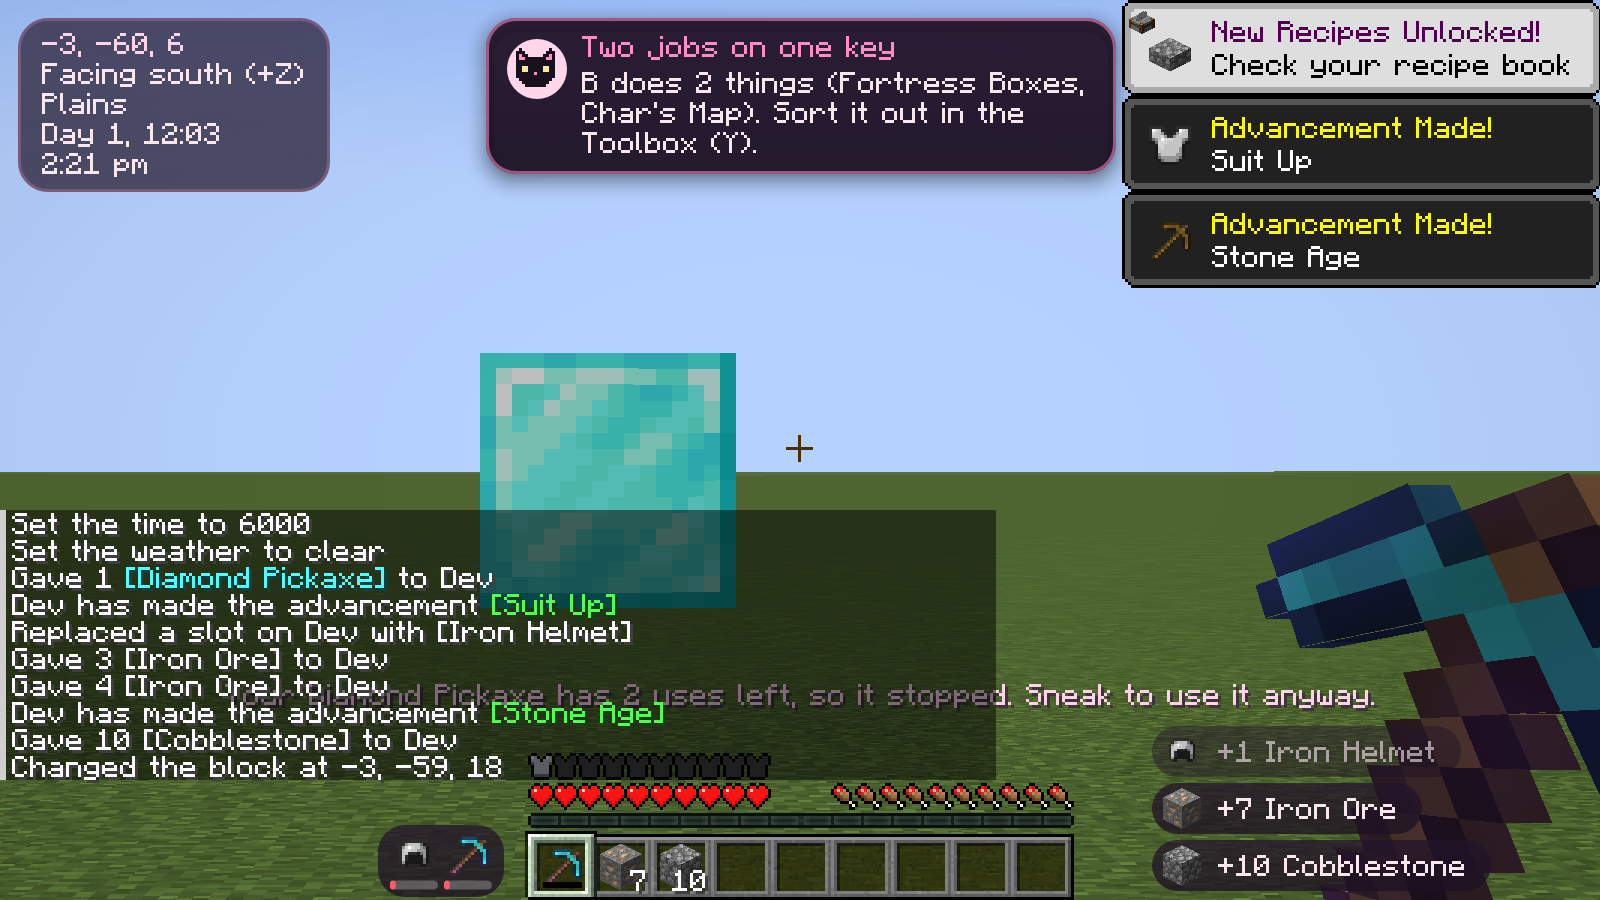 -3, -60, 6
Facing south (+Z)
Plains
Day 1, 12:03
2:21 pm
Two jobs on one key
B does 2 things (Fortress Boxes,
Char's Map). Sort it out in the
Toolbox (Y).
New Recipes Unlocked!
Check your recipe book
Advancement Made!
Suit Up
Advancement Made!
Stone Age
Set the time to 6000
Set the weather to clear
Gave 1 [Diamond Pickaxe] to Dev
Dev has made the advancement [Suit Up]
Replaced a slot on Dev with [Iron Helmet]
Gave 3 [Iron Ore] to Dev
Gave 4 [Iron Ore] to Dev
Your Diamond Pickaxe has 2 uses left, so it stopped. Sneak to use it anyway.
Dev has made the advancement [Stone Age]
Gave 10 [Cobblestone] to Dev
Changed the block at -3, -59, 18
+1 Iron Helmet
+7 Iron Ore
+10 Cobblestone
7
10